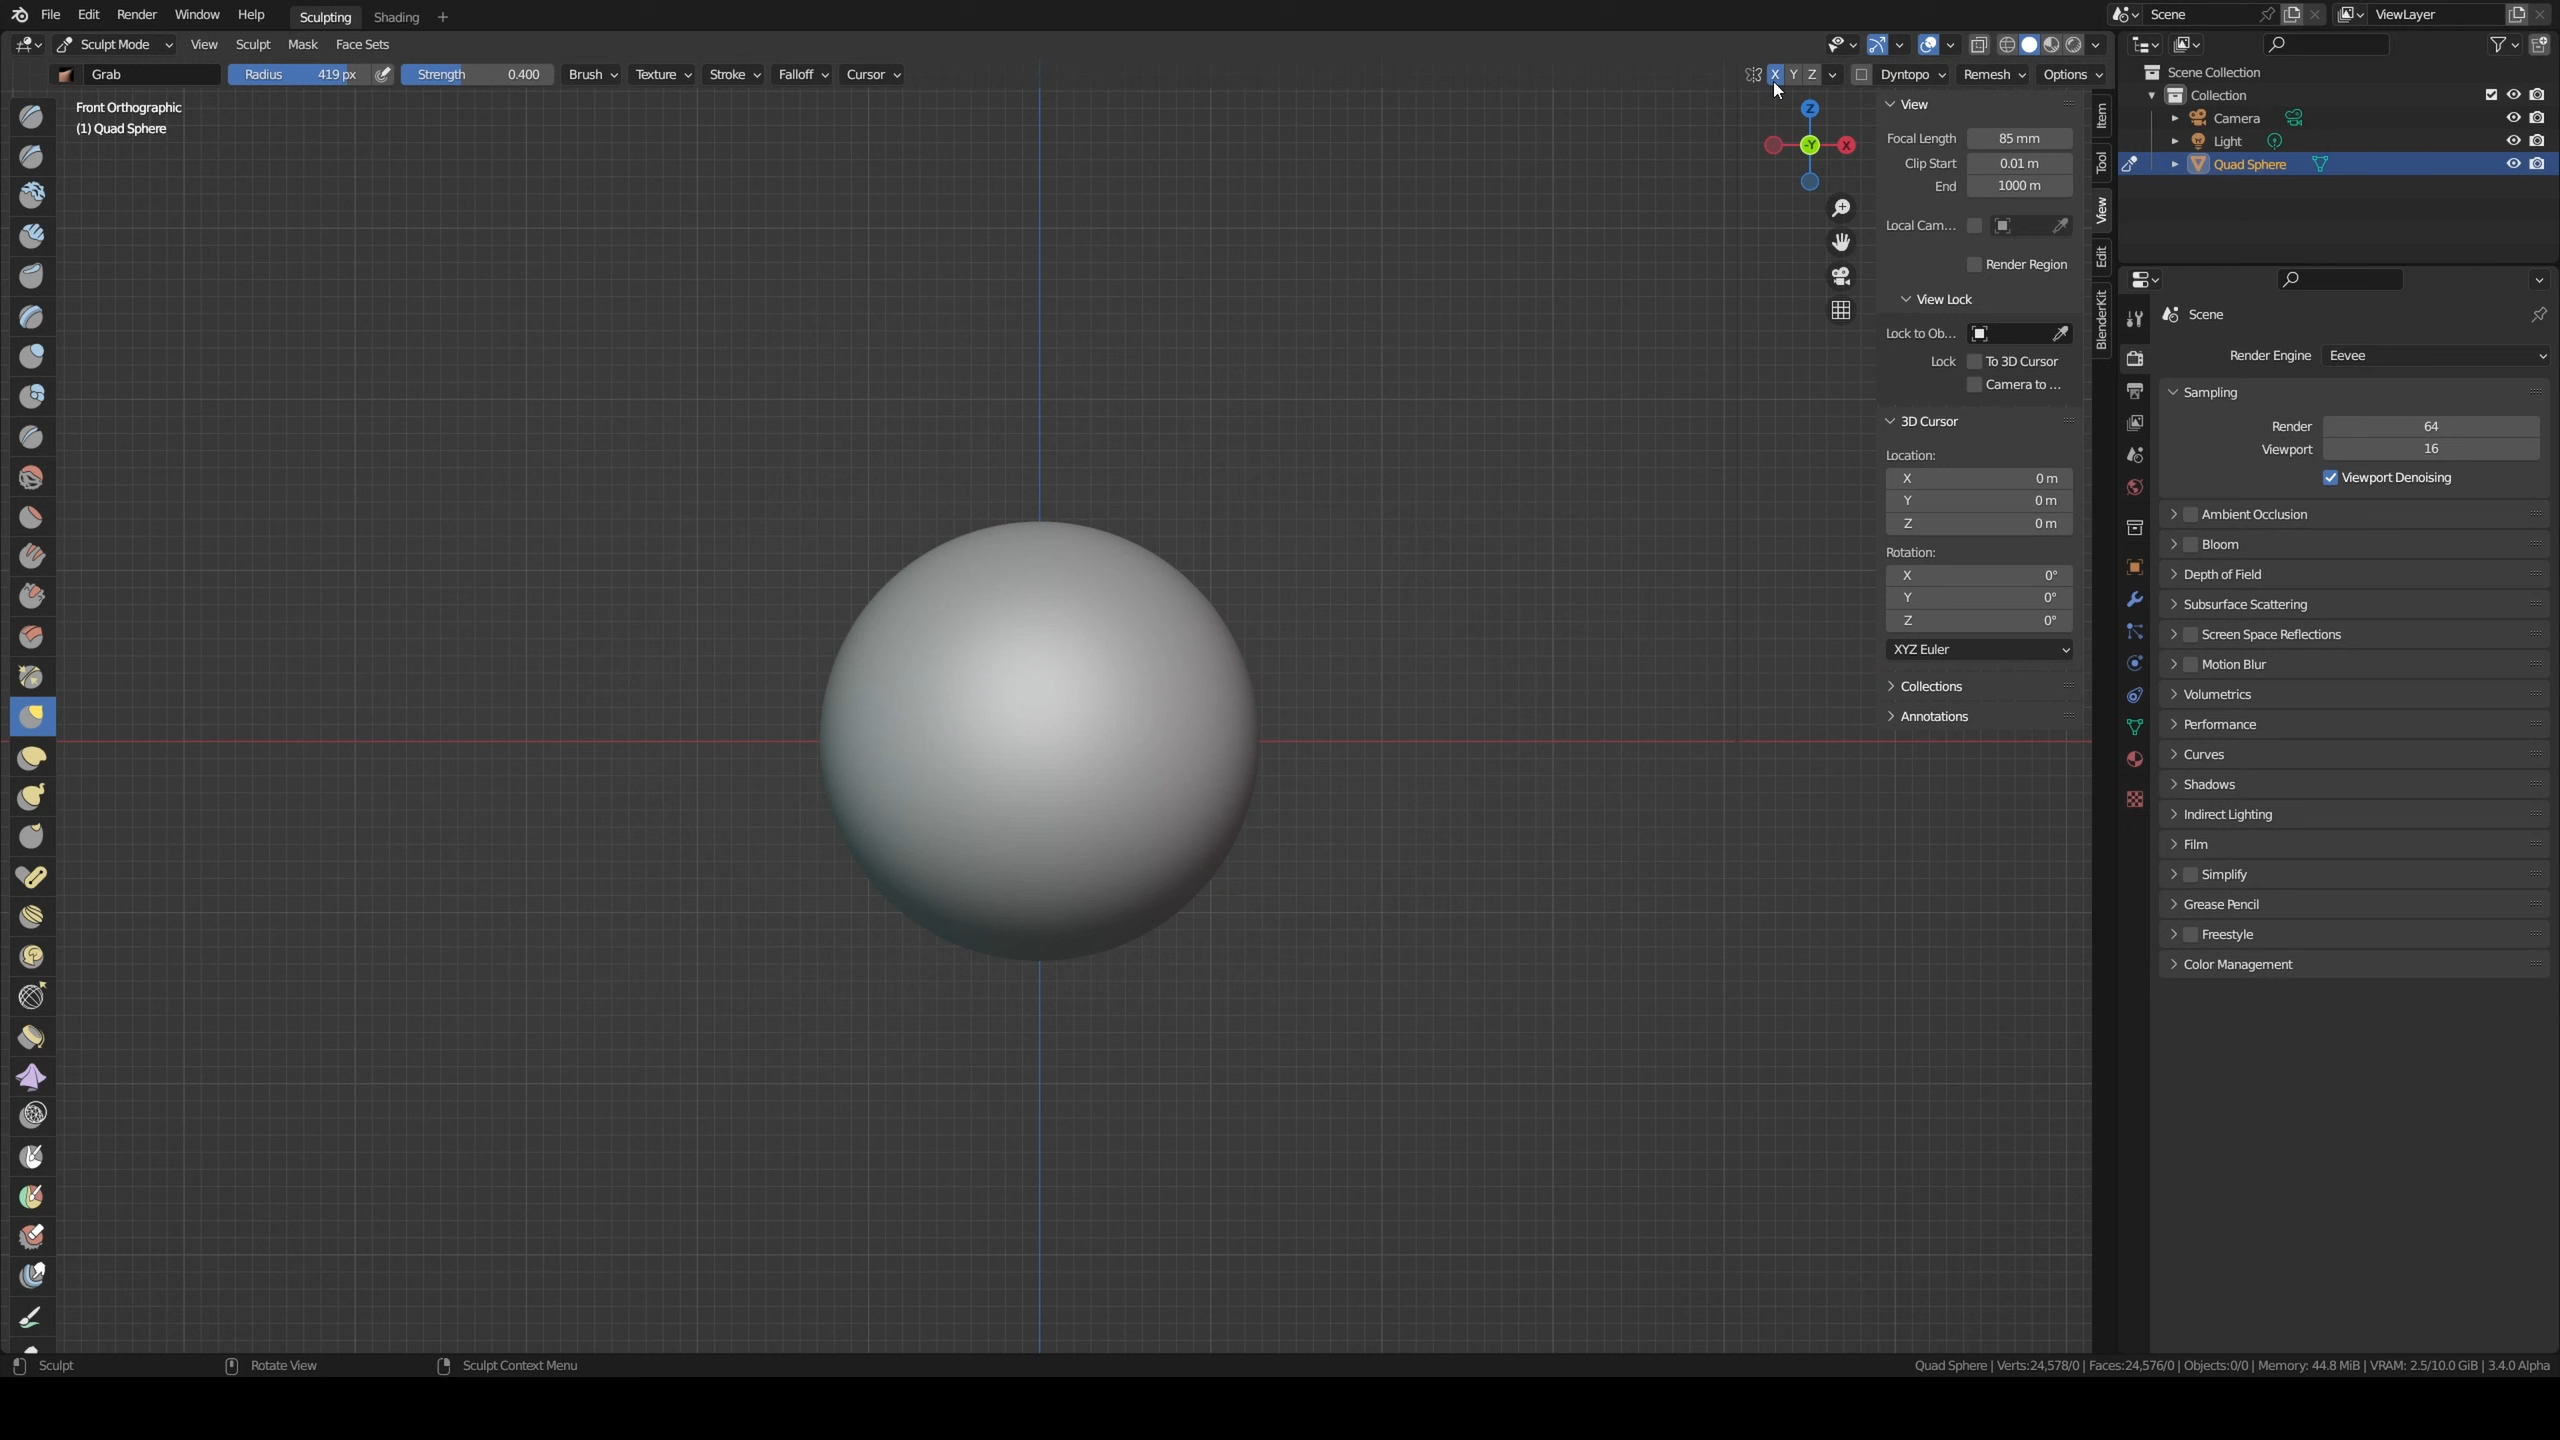 File Edit Render Window Help Sculpting Shading + Scene ViewLayer
Sculpt Mode View Sculpt Mask Face Sets
Grab Radius 419 px Strength 0.400 Brush Texture Stroke Falloff Cursor X Y Z Dyntopo Remesh Options
Front Orthographic
(1) Quad Sphere
Z
-Y X
View
Focal Length 85 mm
Clip Start 0.01 m
End 1000 m
Local Cam...
Render Region
View Lock
Lock to Ob...
Lock To 3D Cursor
Camera to ...
3D Cursor
Location:
X 0 m
Y 0 m
Z 0 m
Rotation:
X 0°
Y 0°
Z 0°
XYZ Euler
Collections
Annotations
Item
Tool
View
Edit
BlenderKit
Scene Collection
Collection
Camera
Light
Quad Sphere
Scene
Render Engine Eevee
Sampling
Render 64
Viewport 16
Viewport Denoising
Ambient Occlusion
Bloom
Depth of Field
Subsurface Scattering
Screen Space Reflections
Motion Blur
Volumetrics
Performance
Curves
Shadows
Indirect Lighting
Film
Simplify
Grease Pencil
Freestyle
Color Management
Sculpt Rotate View Sculpt Context Menu Quad Sphere | Verts:24,578/0 | Faces:24,576/0 | Objects:0/0 | Memory: 44.8 MiB | VRAM: 2.5/10.0 GiB | 3.4.0 Alpha